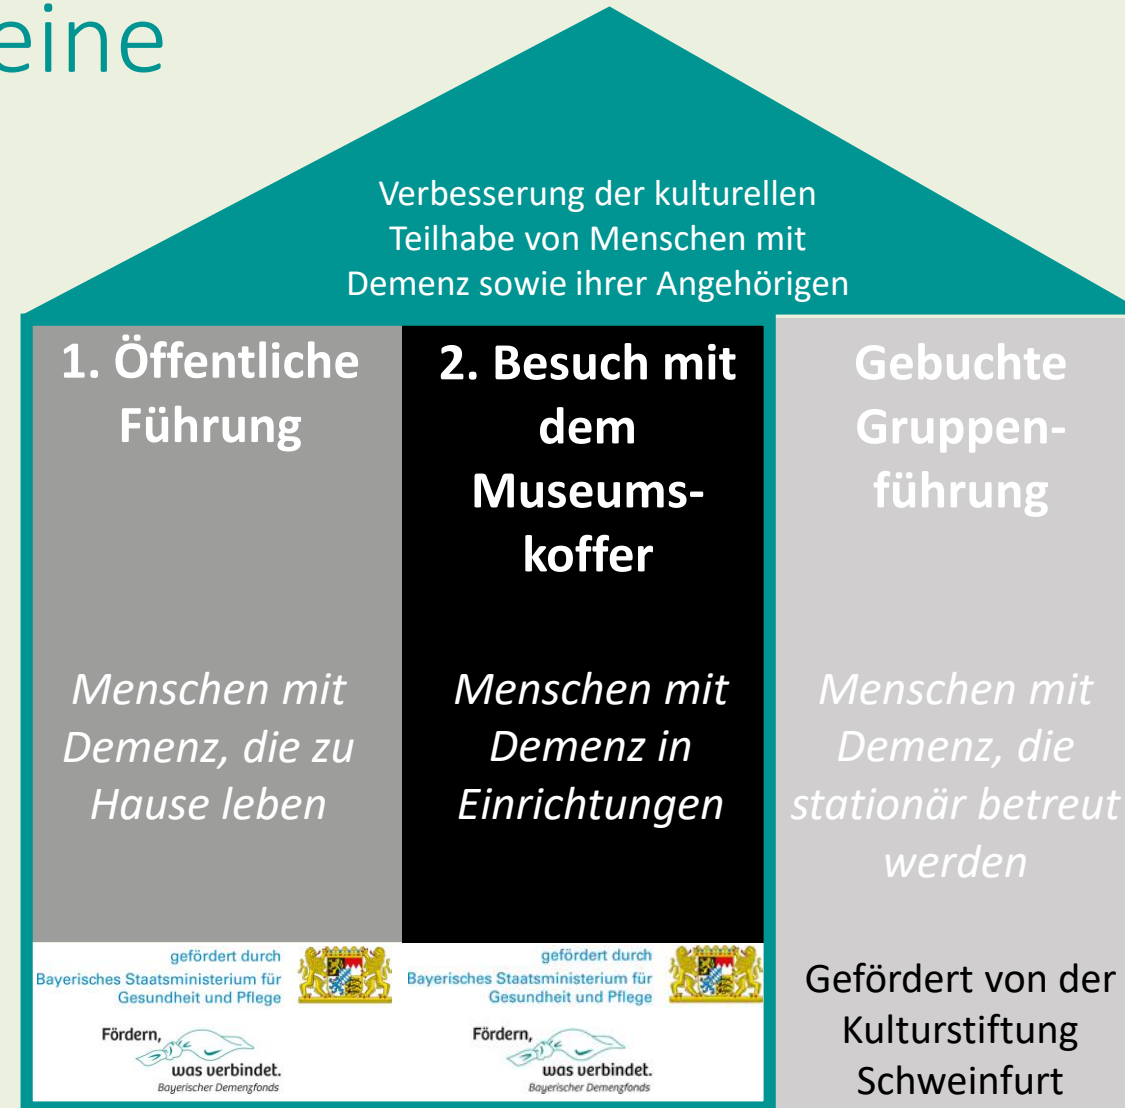 eine
Verbesserung der kulturellen
Teilhabe von Menschen mit
Demenz sowie ihrer Angehörigen
1. Öffentliche
Führung
Menschen mit
Demenz, die zu
Hause leben
gefördert durch
Bayerisches Staatsministerium für
Gesundheit und Pflege
Fördern,
was verbindet.
Bayerischer Demenzfonds
2. Besuch mit
dem
Museums-
koffer
Menschen mit
Demenz in
Einrichtungen
gefördert durch
Bayerisches Staatsministerium für
Gesundheit und Pflege
Fördern,
was verbindet.
Bayerischer Demenzfonds
Gebuchte
Gruppen-
führung
Menschen mit
Demenz, die
stationär betreut
werden
Gefördert von der
Kulturstiftung
Schweinfurt